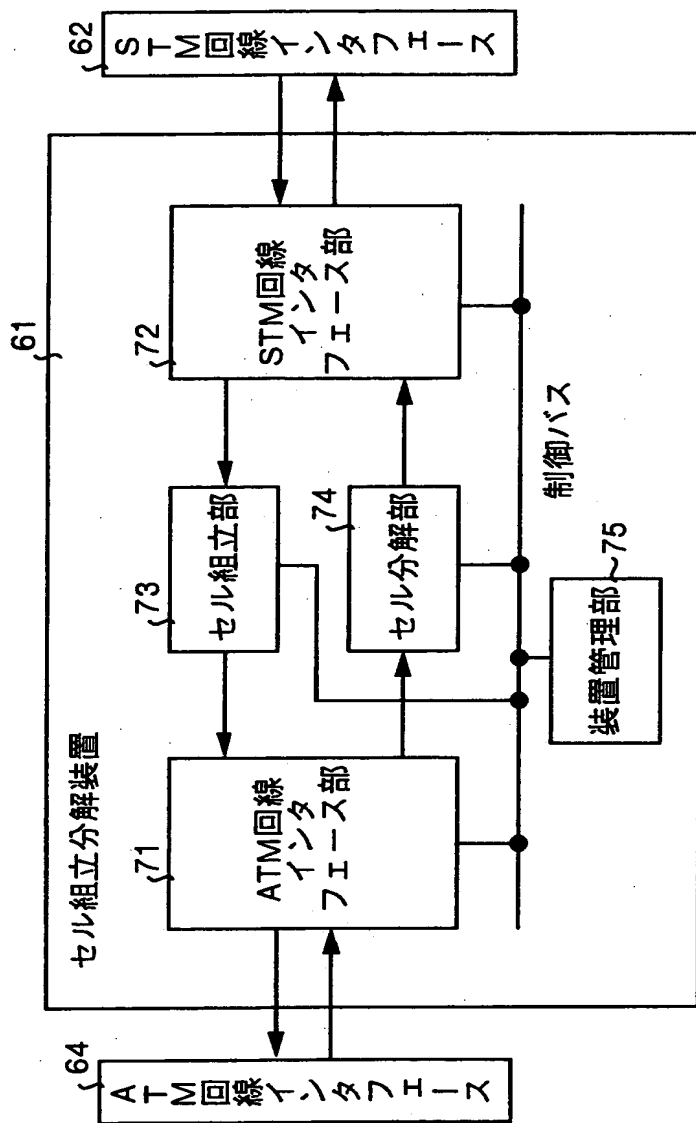 61
セル組立分解装置
64
ATM回線インタフェース
71
ATM回線
インタ
フェース部
73
セル組立部
74
セル分解部
72
STM回線
インタ
フェース部
62
STM回線インタフェース
制御バス
装置管理部
75